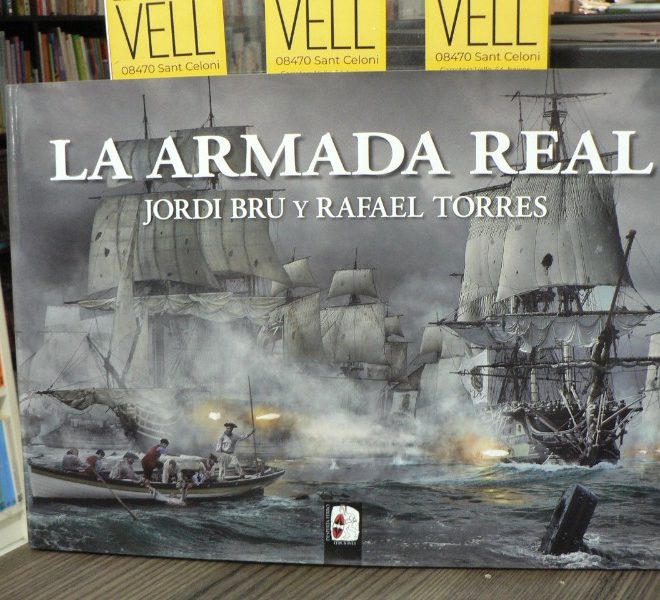 VELL
08470 Sant Celoni
VELL
08470 Sant Celoni
VELL
08470 Sant Celoni
LA ARMADA REAL
JORDI BRU Y RAFAEL TORRES
EDICIONES